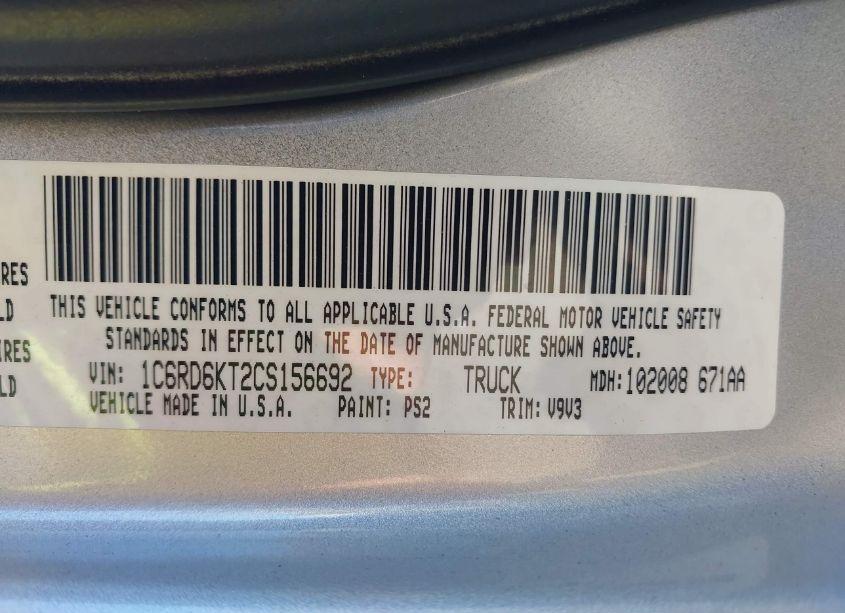 RES
LD
THIS VEHICLE CONFORMS TO ALL APPLICABLE U.S.A. FEDERAL MOTOR VEHICLE SAFETY
STANDARDS IN EFFECT ON THE DATE OF MANUFACTURE SHOWN ABOVE.
IRES
LD
VIN: 1C6RD6KT2CS156692 TYPE: TRUCK MDH:102008 671AA
VEHICLE MADE IN U.S.A. PAINT: PS2 TRIM: V9V3